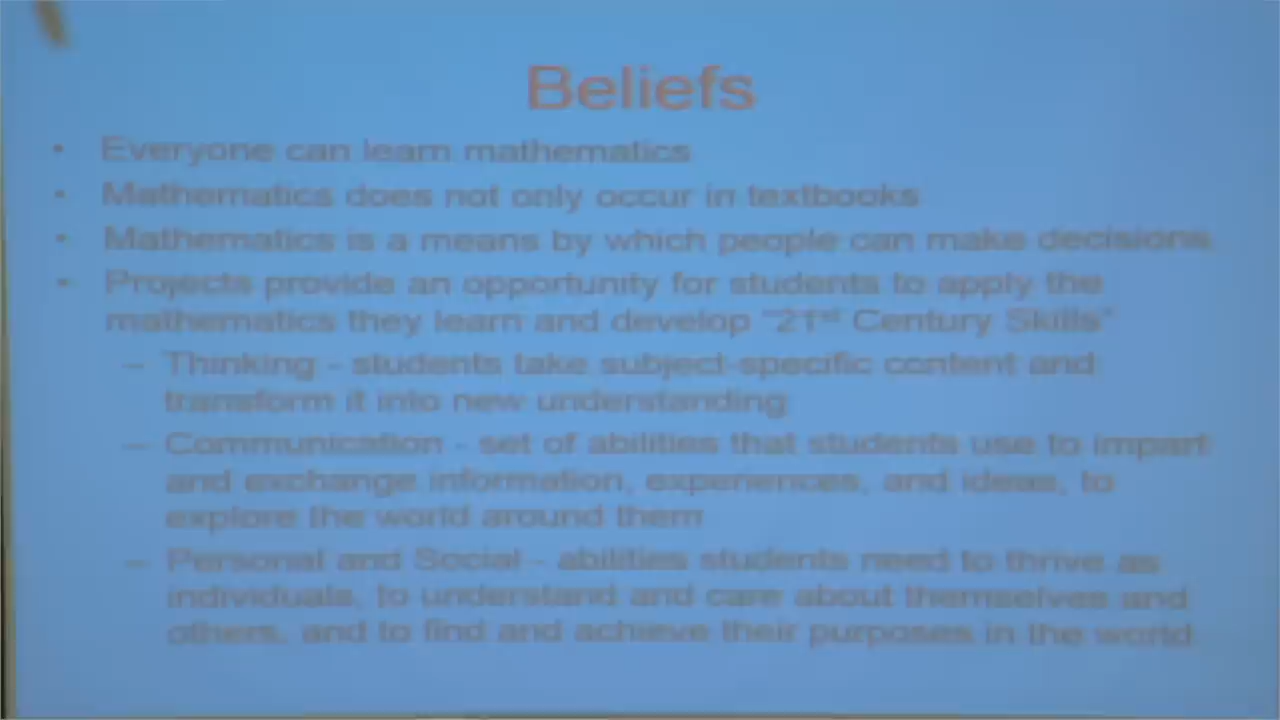 Beliefs
• Everyone can learn mathematics
• Mathematics does not only occur in textbooks
• Mathematics is a means by which people can make decisions.
• Projects provide an opportunity for students to apply the
mathematics they learn and develop "21st Century Skills"
– Thinking - students take subject-specific content and
transform it into new understanding
– Communication - set of abilities that students use to impart
and exchange information, experiences, and ideas, to
explore the world around them
– Personal and Social - abilities students need to thrive as
individuals, to understand and care about themselves and
others, and to find and achieve their purposes in the world